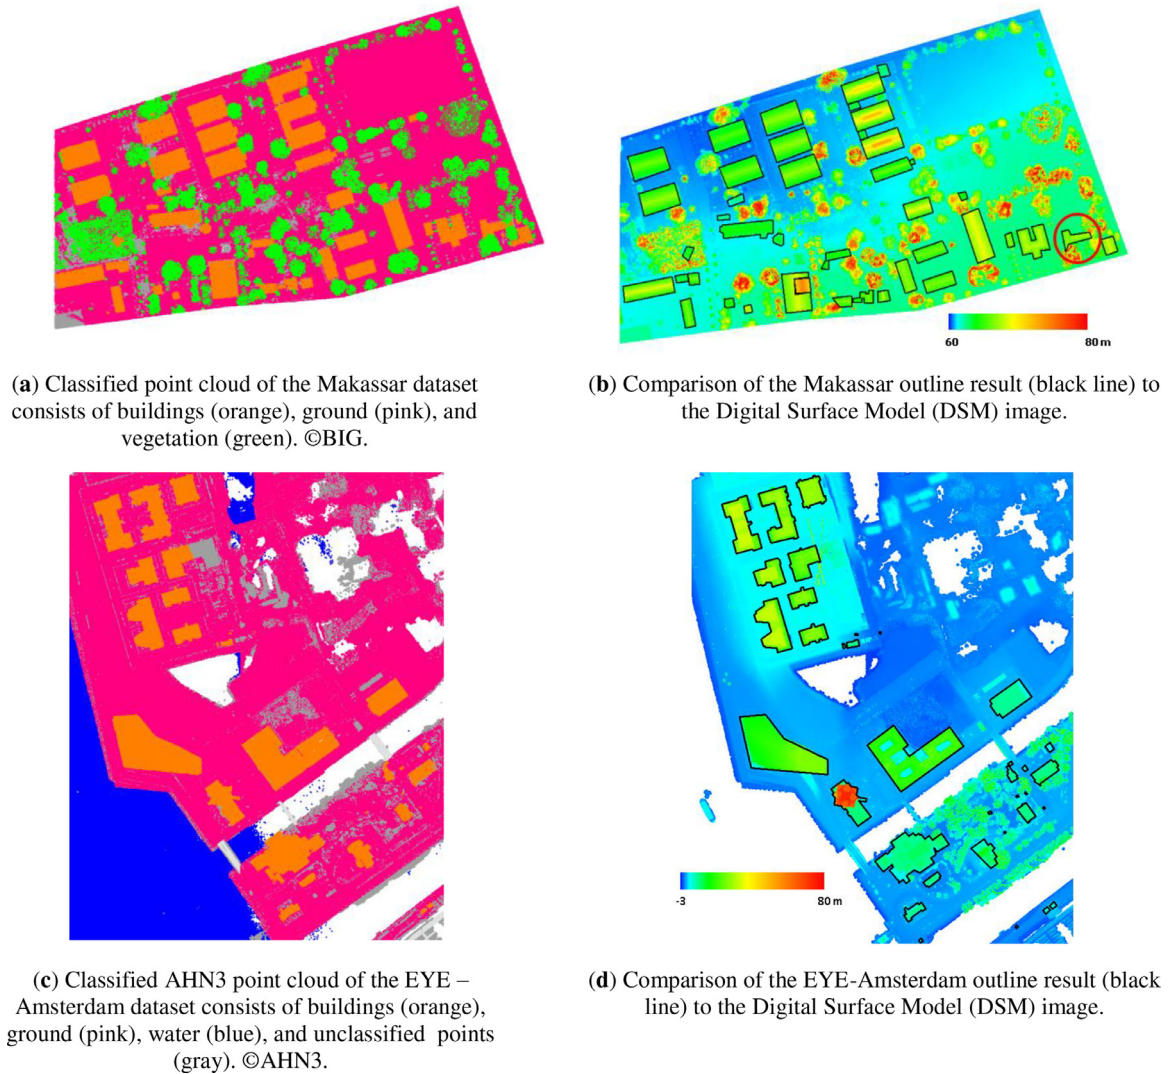 60
80 m
(a) Classified point cloud of the Makassar dataset
consists of buildings (orange), ground (pink), and
vegetation (green). ©BIG.
(b) Comparison of the Makassar outline result (black line) to
the Digital Surface Model (DSM) image.
-3
80 m
(c) Classified AHN3 point cloud of the EYE –
Amsterdam dataset consists of buildings (orange),
ground (pink), water (blue), and unclassified points
(gray). ©AHN3.
(d) Comparison of the EYE-Amsterdam outline result (black
line) to the Digital Surface Model (DSM) image.